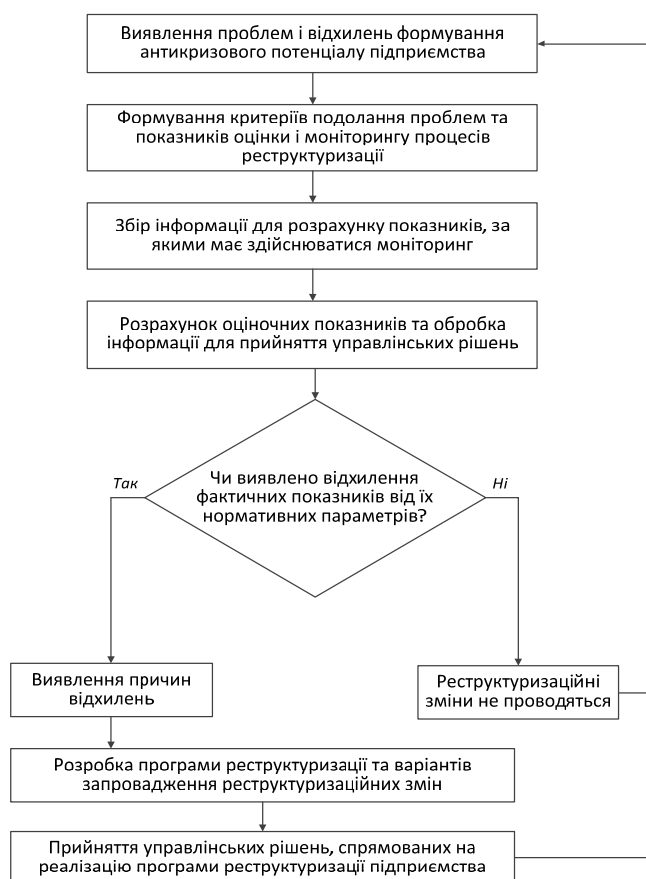 Виявлення проблем і відхилень формування
антикризового потенціалу підприємства
Формування критеріїв подолання проблем та
показників оцінки і моніторингу процесів
реструктуризації
Збір інформації для розрахунку показників, за
якими має здійснюватися моніторинг
Розрахунок оціночних показників та обробка
інформації для прийняття управлінських рішень
Чи виявлено відхилення
фактичних показників від їх
нормативних параметрів?
Так
Ні
Виявлення причин
відхилень
Реструктуризаційні
зміни не проводяться
Розробка програми реструктуризації та варіантів
запровадження реструктуризаційних змін
Прийняття управлінських рішень, спрямованих на
реалізацію програми реструктуризації підприємства